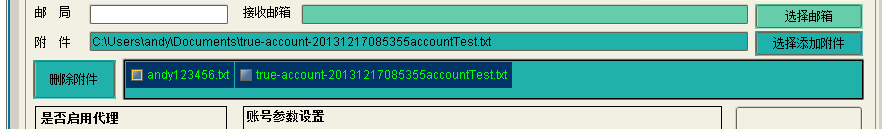 邮 局 接收邮箱 选择邮箱
附 件 C:\Users\andy\Documents\true-account-20131217085355accountTest.txt 选择添加附件
删除附件 andy123456.txt true-account-20131217085355accountTest.txt
是否启用代理 账号参数设置